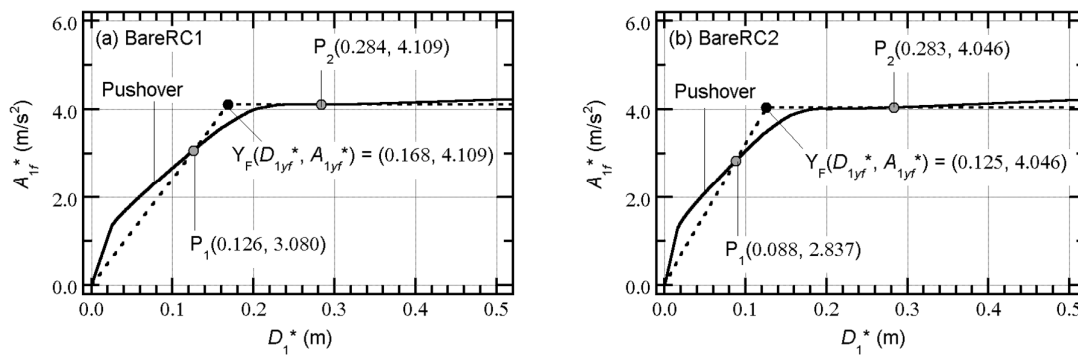 6.0
(a) BareRC1
P2(0.284, 4.109)
Pushover
4.0
YF(D1yf*, A1yf*) = (0.168, 4.109)
2.0
P1(0.126, 3.080)
0.0
0.0 0.1 0.2 0.3 0.4 0.5
A1f* (m/s²)
D1* (m)
6.0
(b) BareRC2
P2(0.283, 4.046)
Pushover
4.0
YF(D1yf*, A1yf*) = (0.125, 4.046)
2.0
P1(0.088, 2.837)
0.0
0.0 0.1 0.2 0.3 0.4 0.5
A1f* (m/s²)
D1* (m)